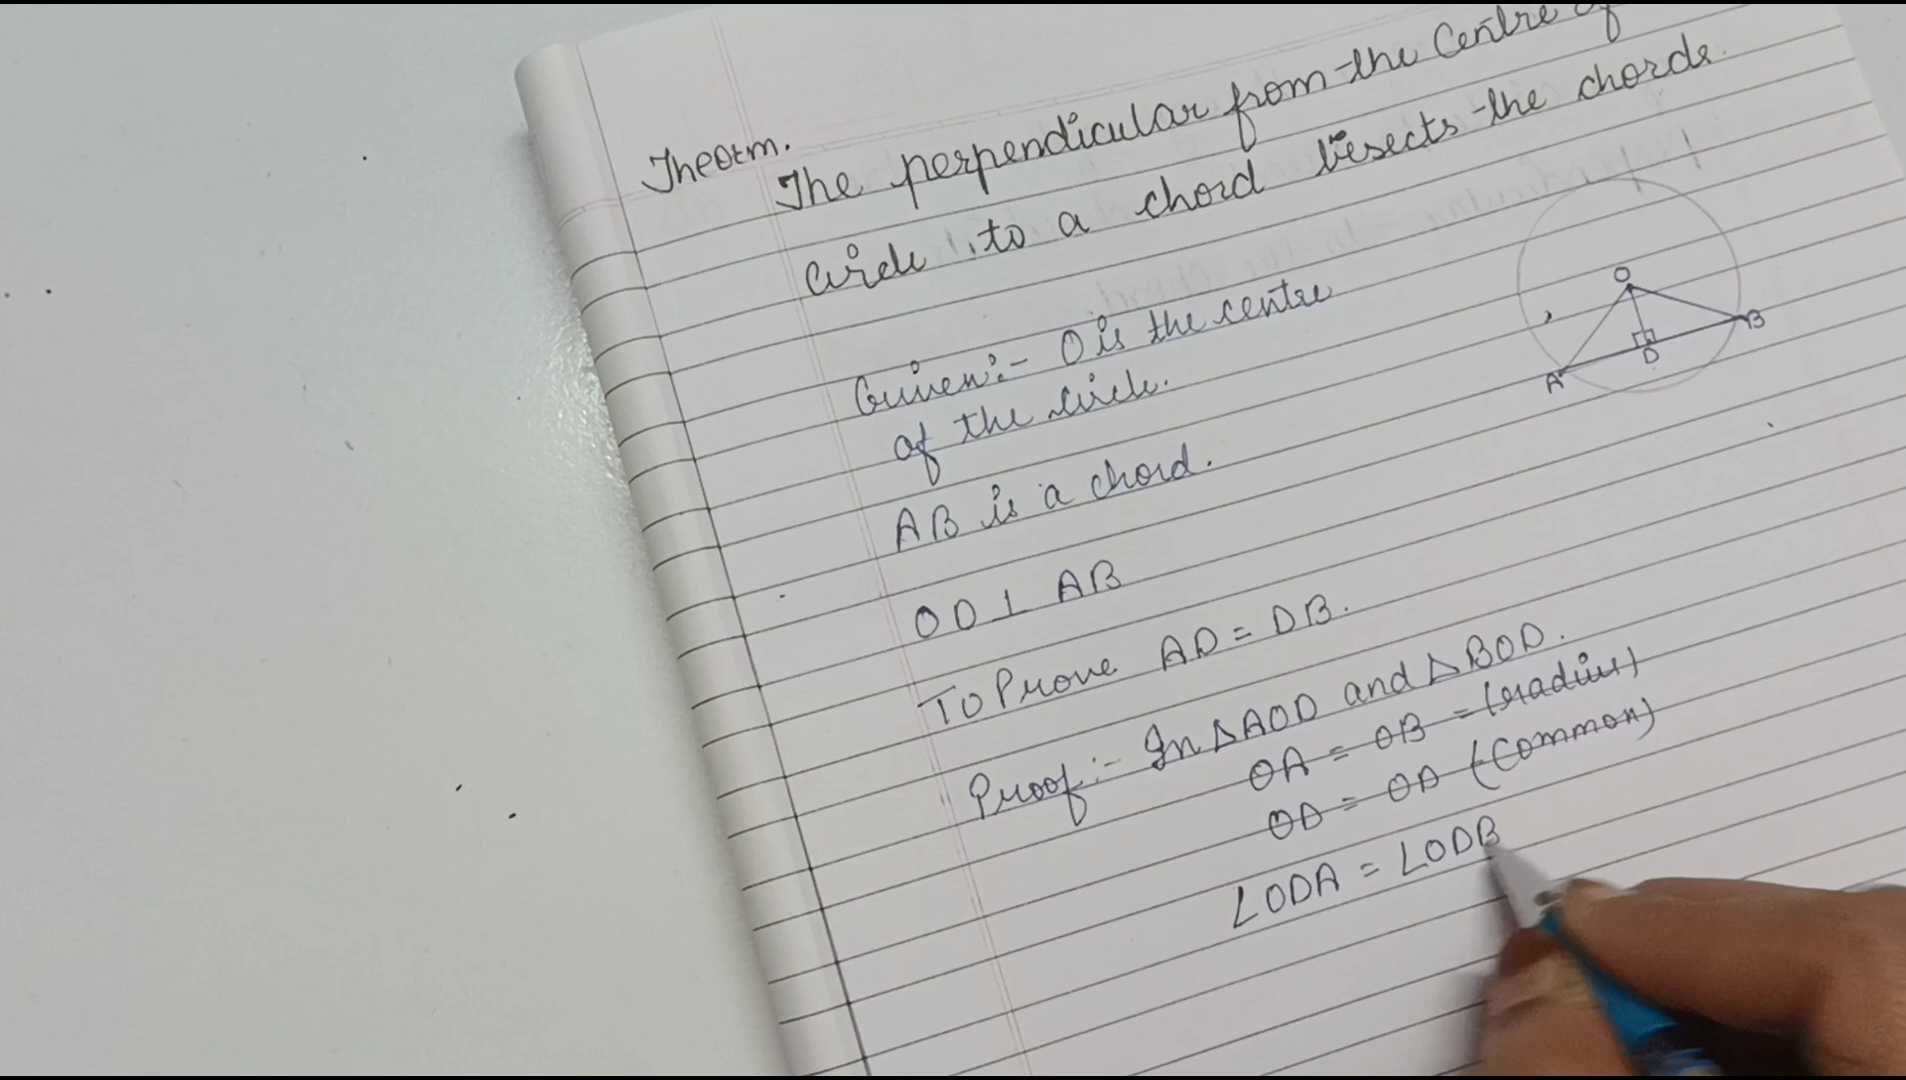 Theorm.
The perpendicular from the Centre of
Circle to a chord bisects the chords.
Given:- O is the centre
of the circle.
AB is a chord.
OD ⊥ AB
To Prove AD = DB.
Proof:- In △AOD and △BOD.
OA = OB = (radius)
OD = OD (Common)
∠ODA = ∠ODB
O
A
D
B